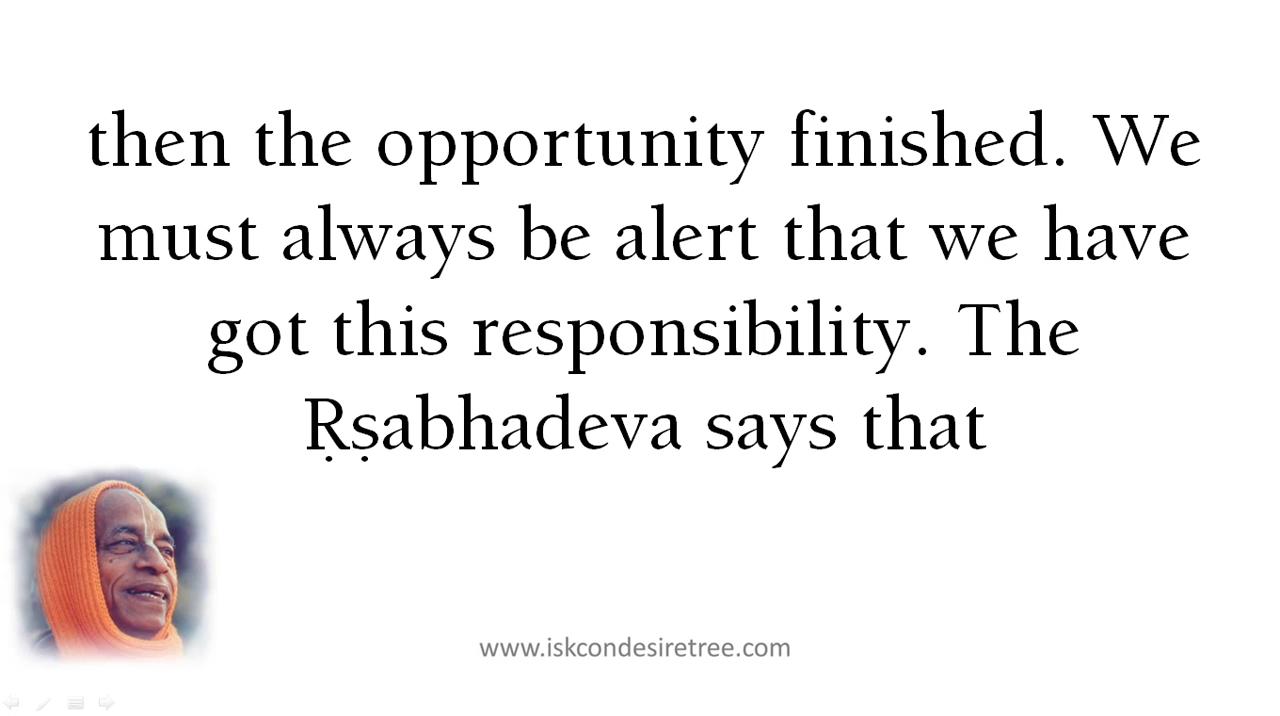 then the opportunity finished. We
must always be alert that we have
got this responsibility. The
Ṛṣabhadeva says that
www.iskcondesiretree.com